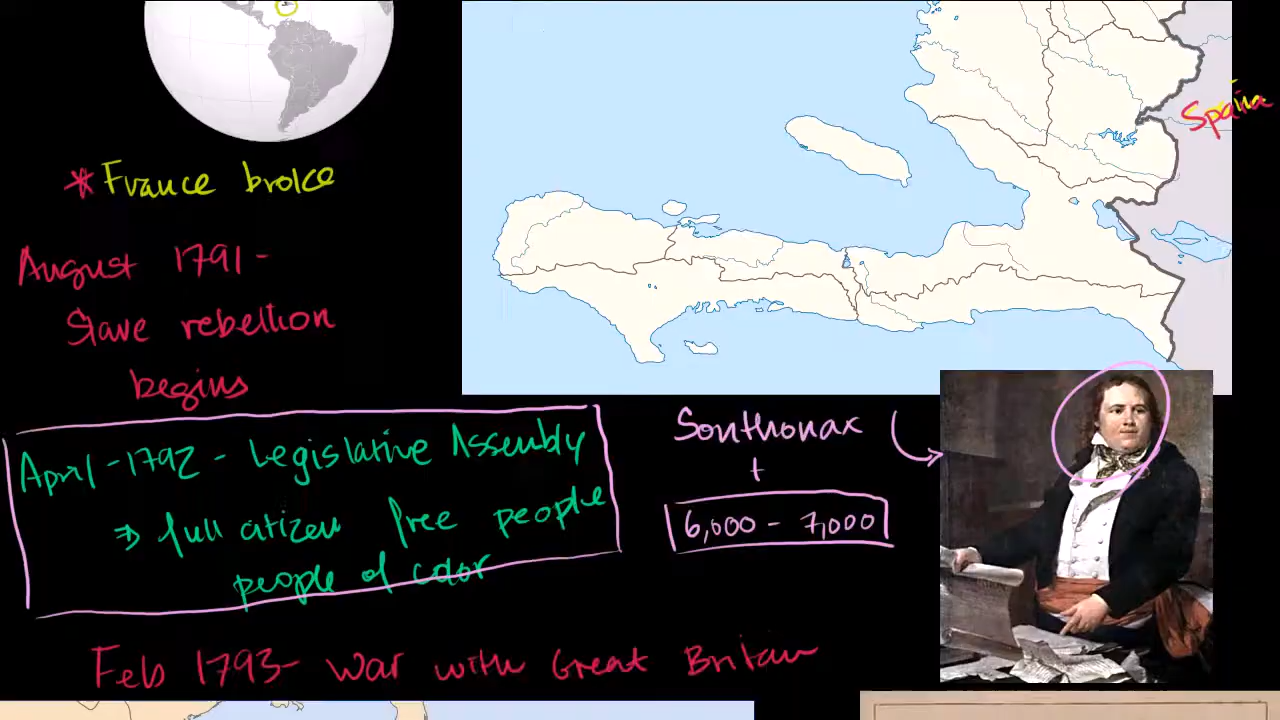 Spain
* France broke
August 1791 -
Slave rebellion
begins
April - 1792 - Legislative Assembly
⇒ full citizen free people
people of color
Sonthonax
+
6,000 - 7,000
Feb 1793 - War with Great Britain